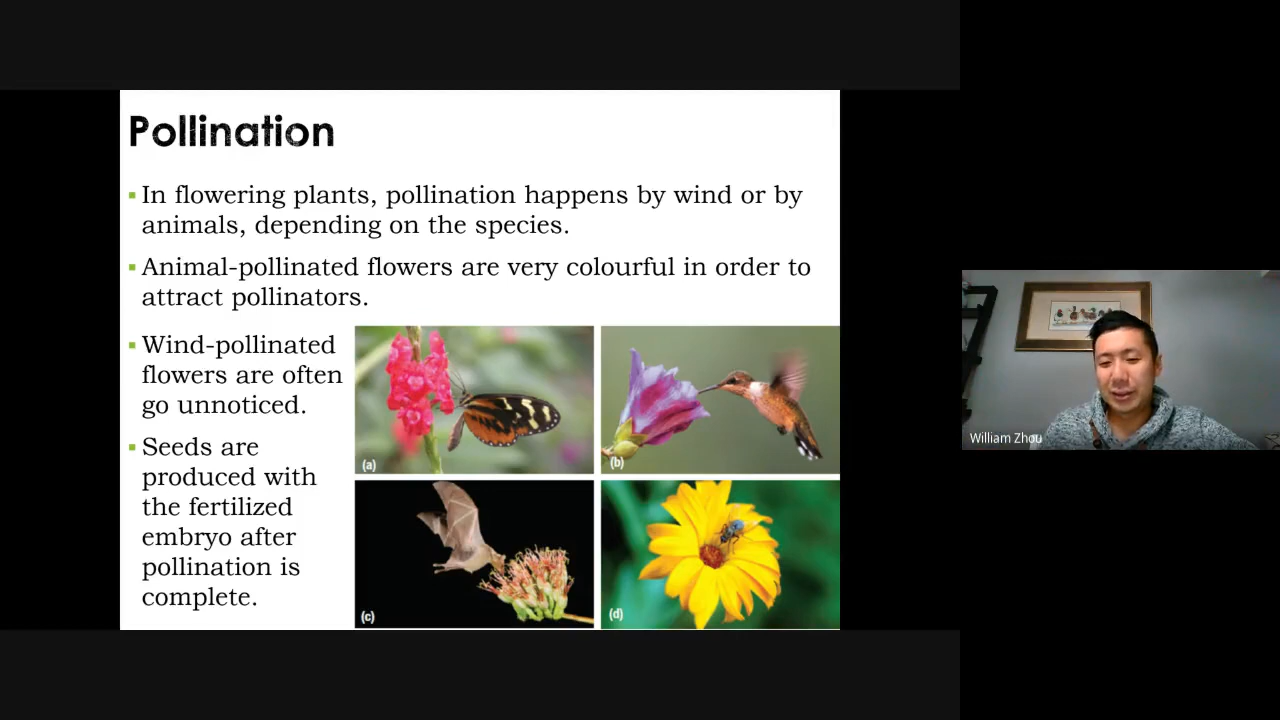 Pollination
In flowering plants, pollination happens by wind or by
animals, depending on the species.
Animal-pollinated flowers are very colourful in order to
attract pollinators.
Wind-pollinated
flowers are often
go unnoticed.
Seeds are
produced with
the fertilized
embryo after
pollination is
complete.
(a)
(b)
(c)
(d)
William Zhou